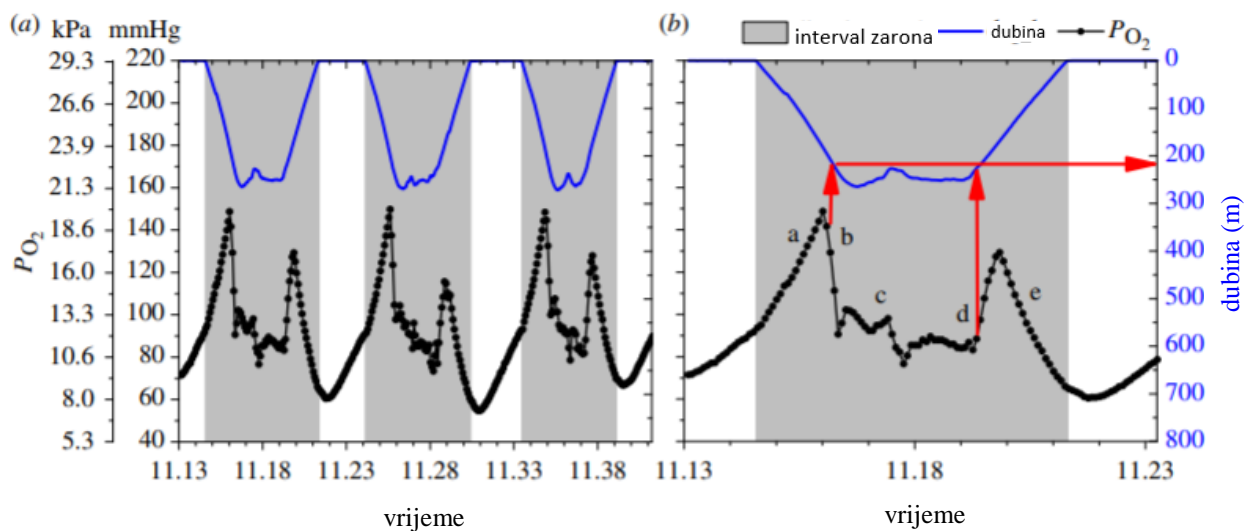 (a) kPa mmHg
29.3 220
26.6 200
23.9 180
21.3 160
18.6 140
16.0 120
13.3 100
10.6 80
8.0 60
5.3 40
P O2
11.13 11.18 11.23 11.28 11.33 11.38
vrijeme
(b) interval zarona dubina P O2
a b c d e
0
100
200
300
400
500
600
700
800
dubina (m)
11.13 11.18 11.23
vrijeme